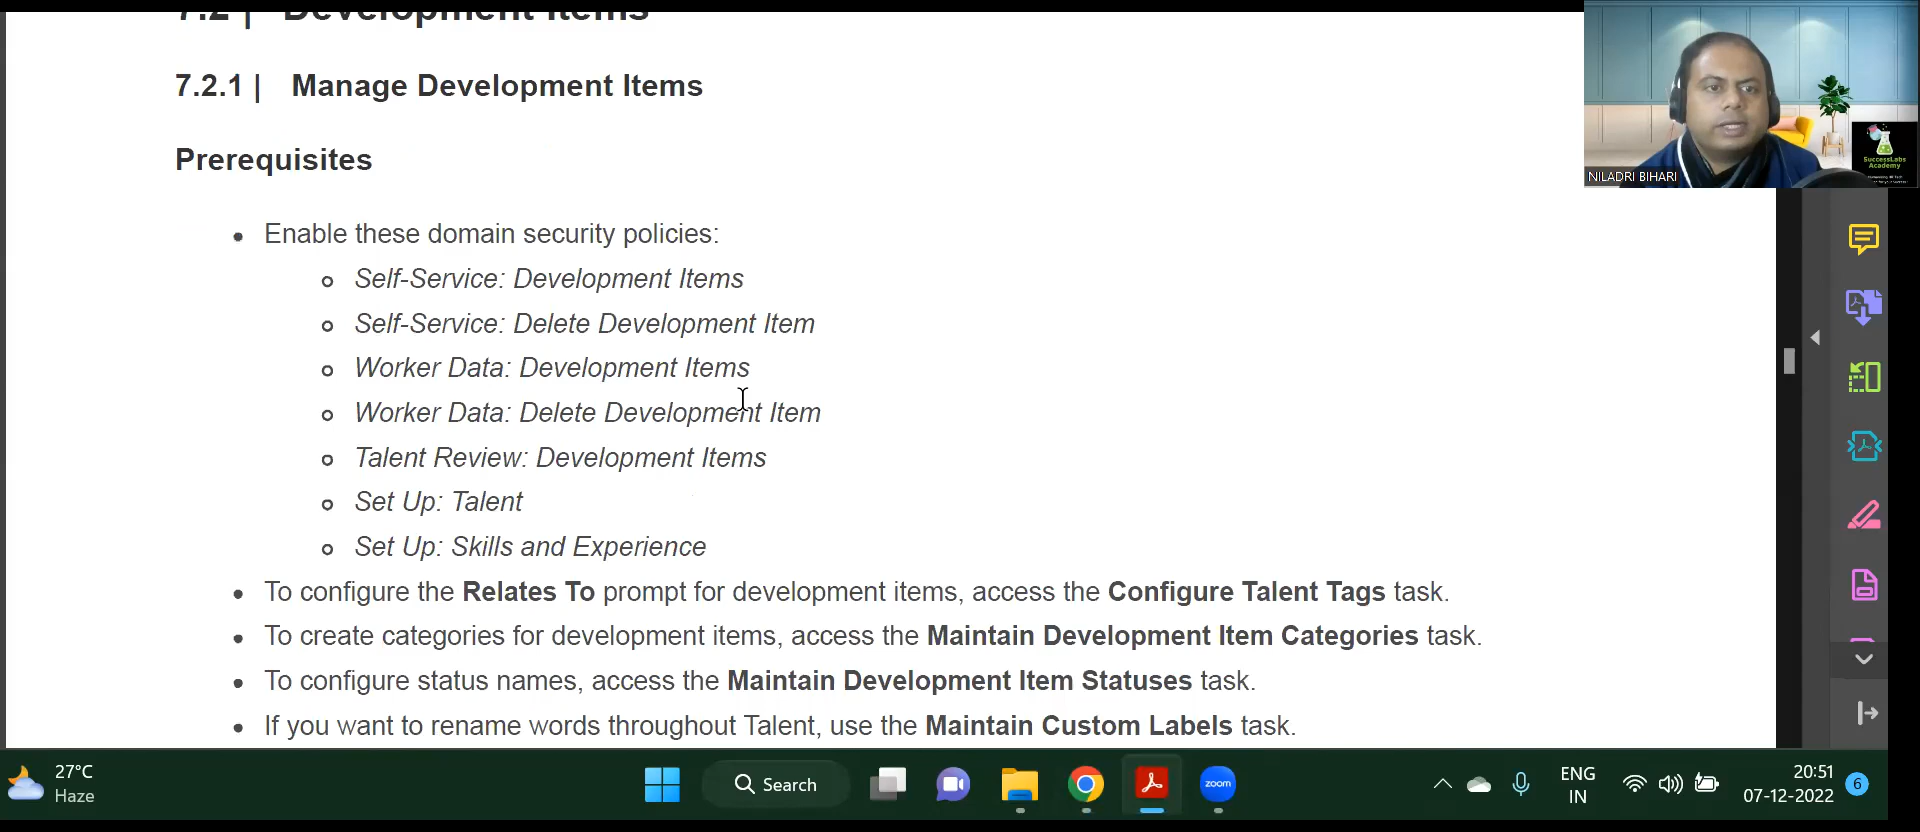 7.2 | Development Items
7.2.1 | Manage Development Items
Prerequisites
Enable these domain security policies:
Self-Service: Development Items
Self-Service: Delete Development Item
Worker Data: Development Items
Worker Data: Delete Development Item
Talent Review: Development Items
Set Up: Talent
Set Up: Skills and Experience
To configure the Relates To prompt for development items, access the Configure Talent Tags task.
To create categories for development items, access the Maintain Development Item Categories task.
To configure status names, access the Maintain Development Item Statuses task.
If you want to rename words throughout Talent, use the Maintain Custom Labels task.
SuccessLabs
Academy
NILADRI BIHARI
27°C
Haze
Search
zoom
ENG
IN
20:51
07-12-2022
6